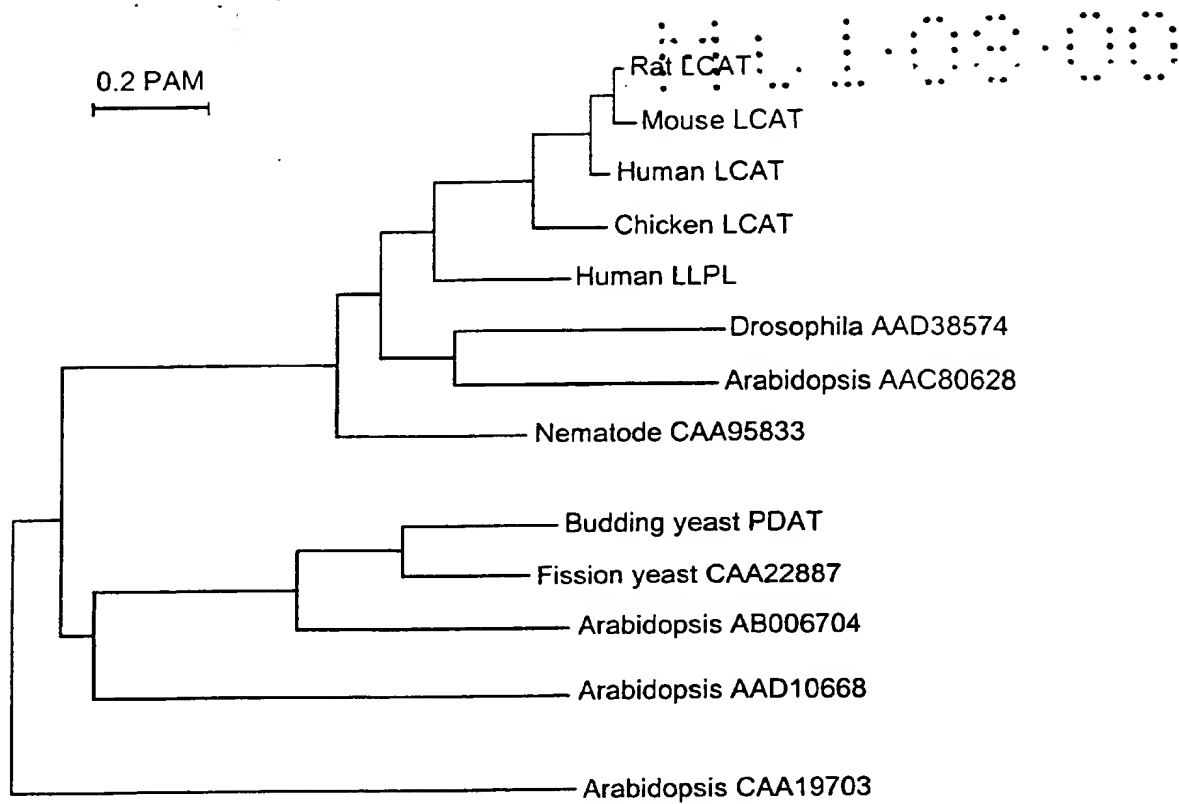 0.2 PAM
Rat LCAT
Mouse LCAT
Human LCAT
Chicken LCAT
Human LLPL
Drosophila AAD38574
Arabidopsis AAC80628
Nematode CAA95833
Budding yeast PDAT
Fission yeast CAA22887
Arabidopsis AB006704
Arabidopsis AAD10668
Arabidopsis CAA19703